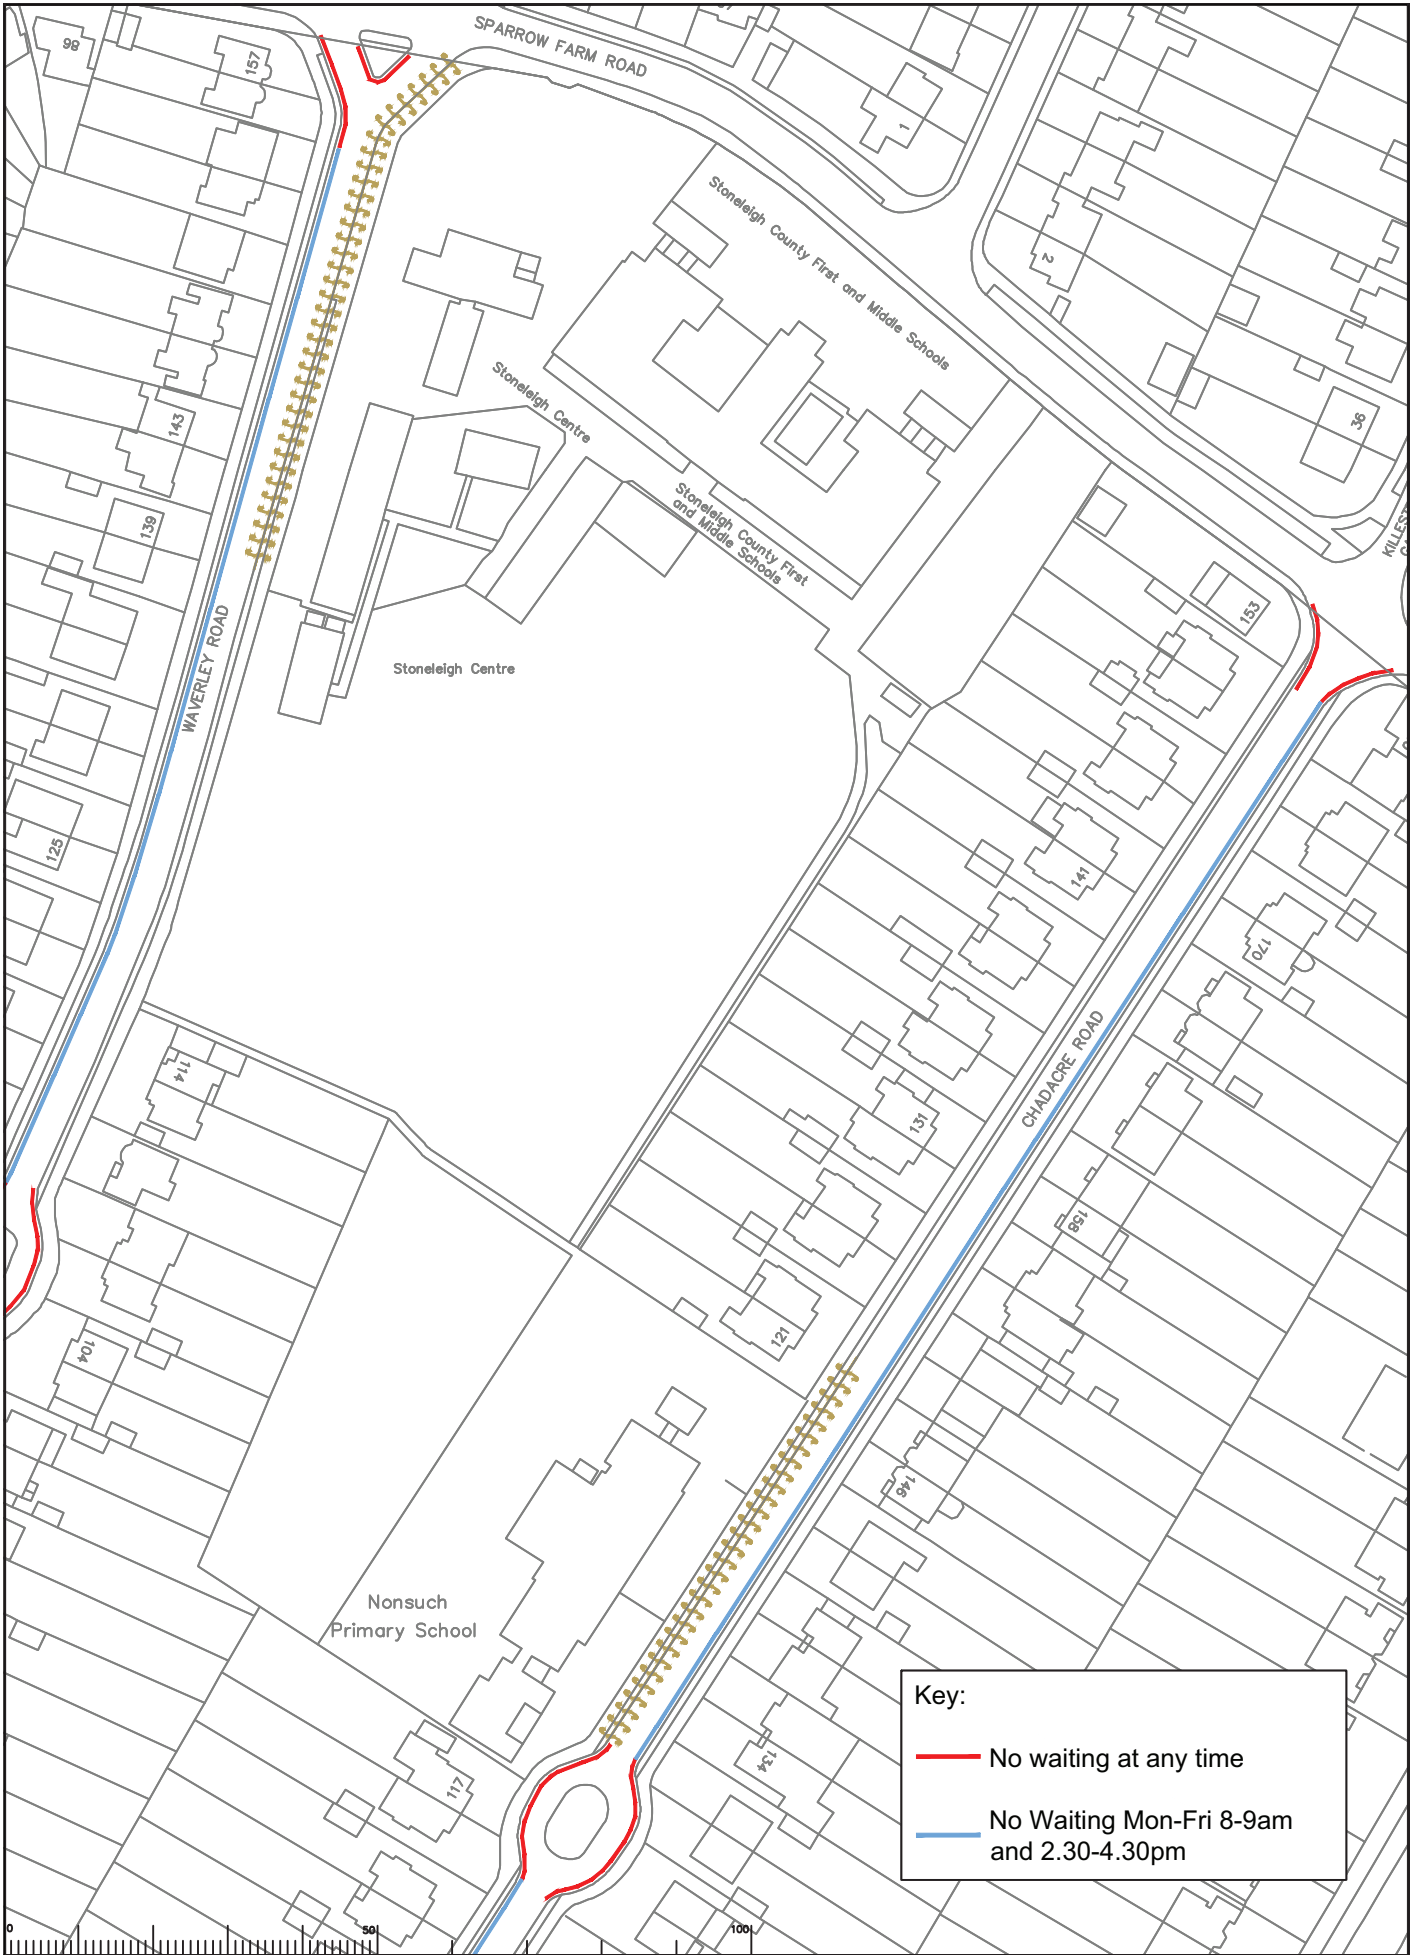 SPARROW FARM ROAD
98
157
1
2
Stoneleigh County First and Middle Schools
36
143
Stoneleigh Centre
139
Stoneleigh County First
and Middle Schools
153
WAVERLEY ROAD
Stoneleigh Centre
125
141
170
CHADACRE ROAD
114
131
158
121
104
146
Nonsuch
Primary School
134
117
Key:
No waiting at any time
No Waiting Mon-Fri 8-9am
and 2.30-4.30pm
0
50
100